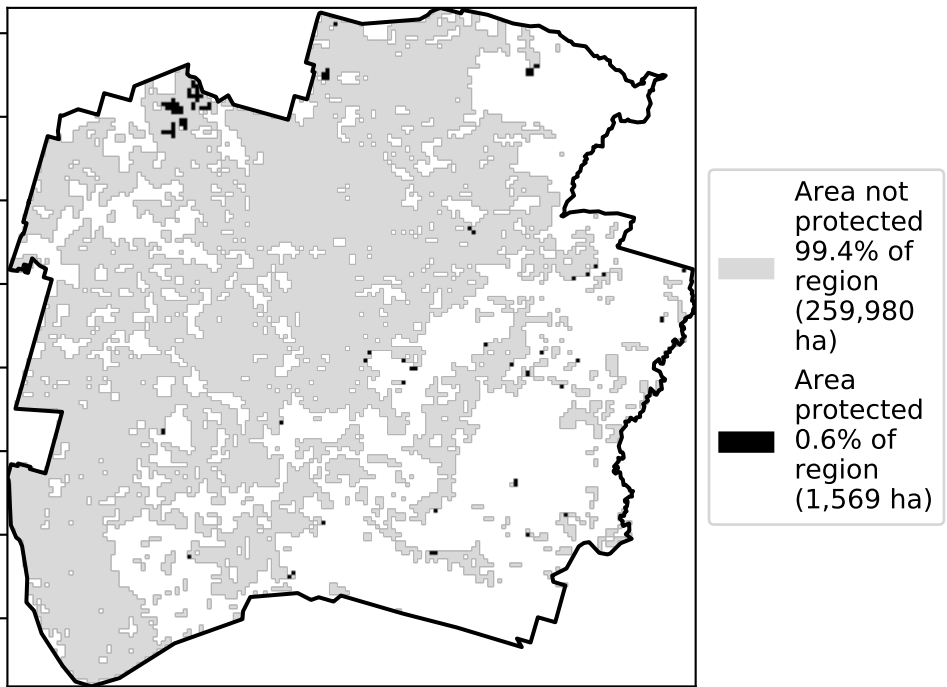 Area not
protected
99.4% of
region
(259,980
ha)
Area
protected
0.6% of
region
(1,569 ha)